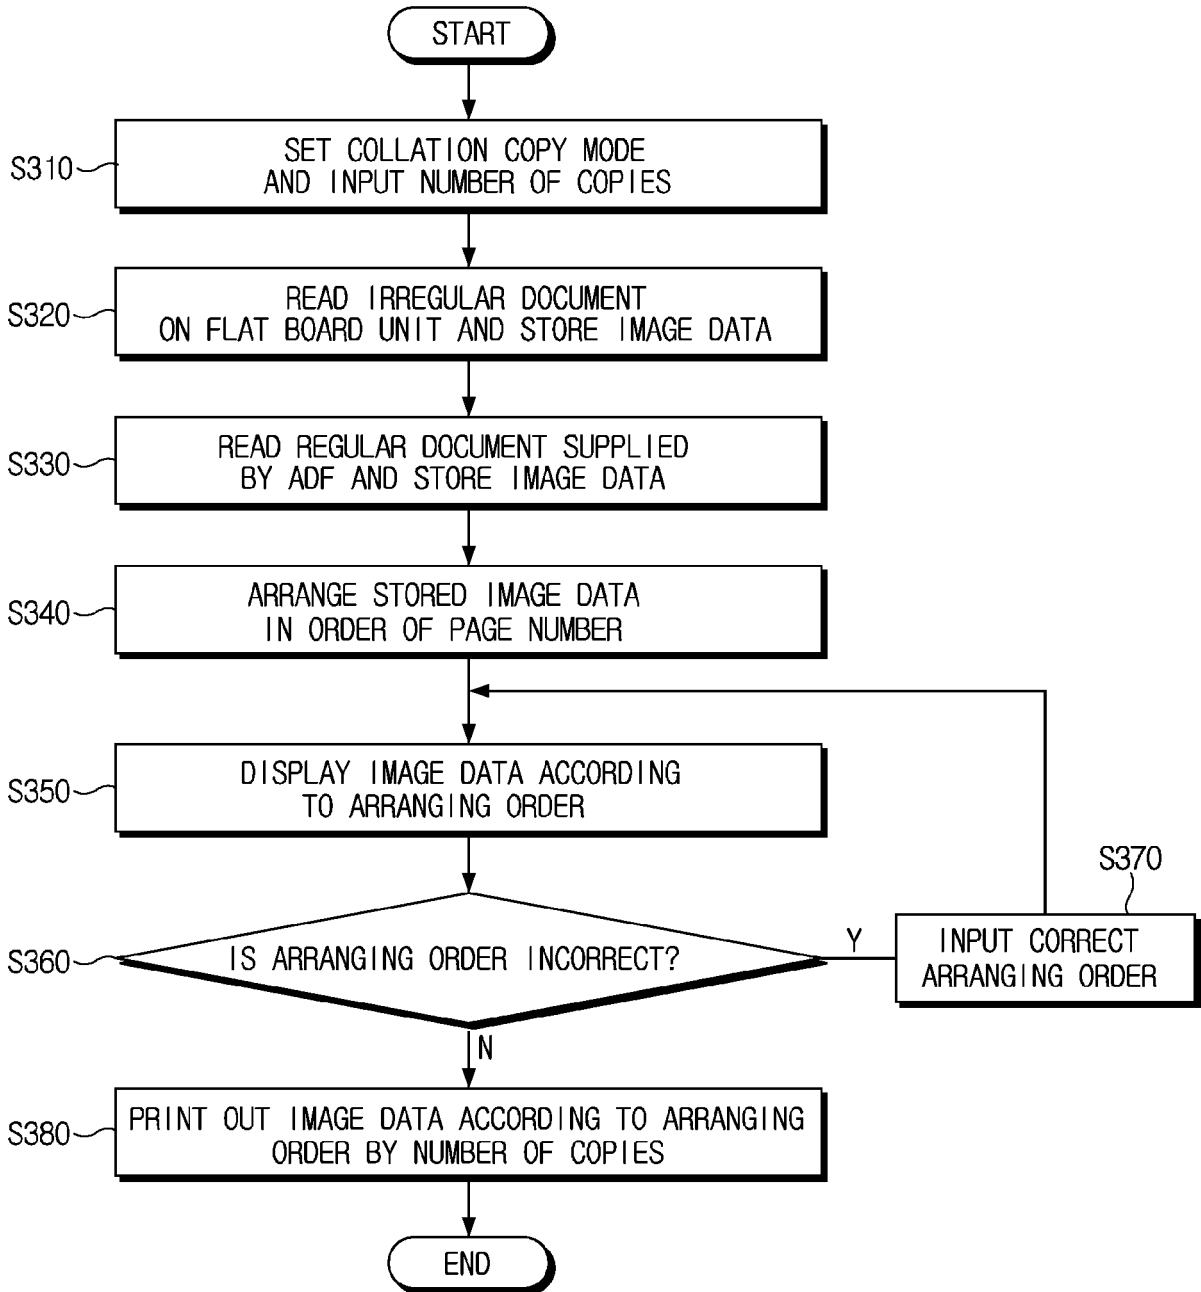 START
S310
SET COLLATION COPY MODE
AND INPUT NUMBER OF COPIES
S320
READ IRREGULAR DOCUMENT
ON FLAT BOARD UNIT AND STORE IMAGE DATA
S330
READ REGULAR DOCUMENT SUPPLIED
BY ADF AND STORE IMAGE DATA
S340
ARRANGE STORED IMAGE DATA
IN ORDER OF PAGE NUMBER
S350
DISPLAY IMAGE DATA ACCORDING
TO ARRANGING ORDER
S360
IS ARRANGING ORDER INCORRECT?
Y
S370
INPUT CORRECT
ARRANGING ORDER
N
S380
PRINT OUT IMAGE DATA ACCORDING TO ARRANGING
ORDER BY NUMBER OF COPIES
END